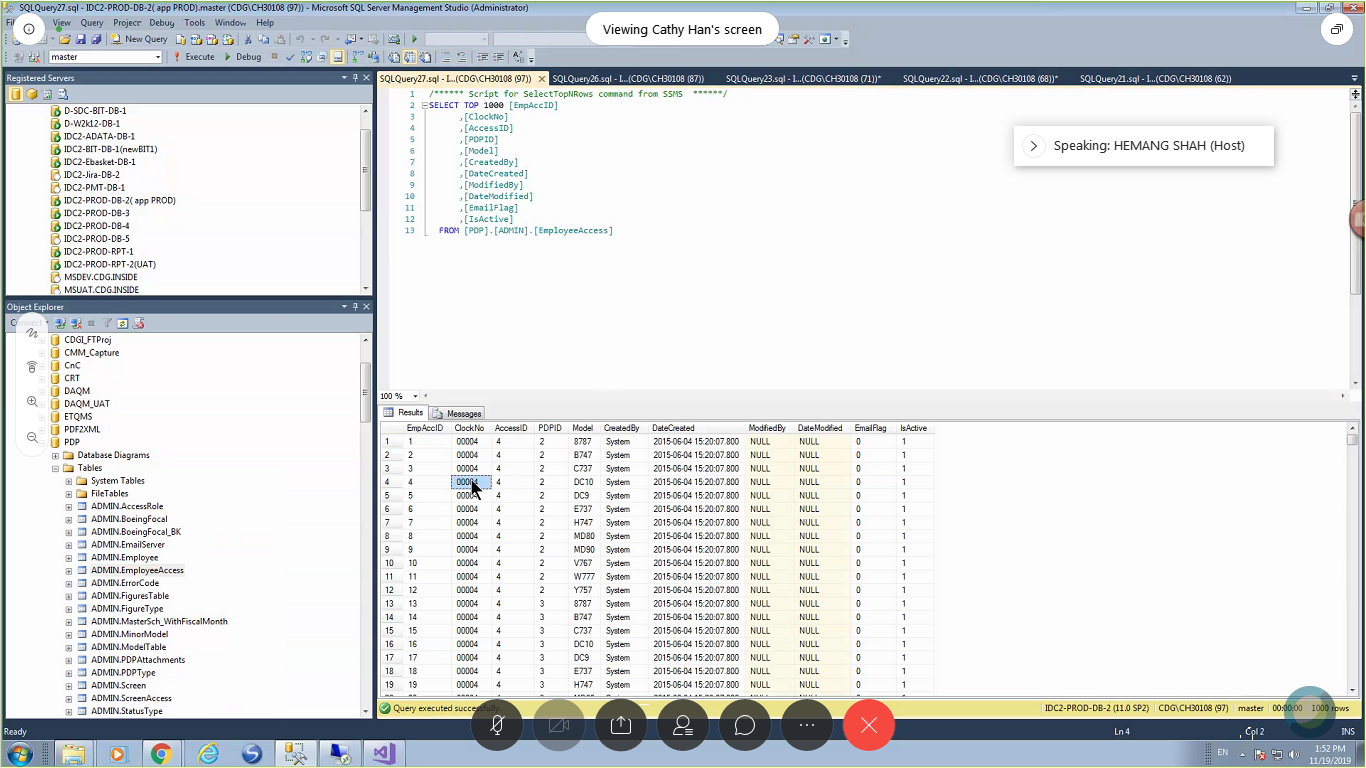 SQLQuery27.sql - IDC2-PROD-DB-2( app PROD).master (CDG\CH30108 (97)) - Microsoft SQL Server Management Studio (Administrator)
View Query Project Debug Tools Window Help
Viewing Cathy Han's screen
New Query
master Execute Debug
Registered Servers
D-SDC-BIT-DB-1
D-W2k12-DB-1
IDC2-ADATA-DB-1
IDC2-BIT-DB-1(newBIT1)
IDC2-Ebasket-DB-1
IDC2-Jira-DB-2
IDC2-PMT-DB-1
IDC2-PROD-DB-2( app PROD)
IDC2-PROD-DB-3
IDC2-PROD-DB-4
IDC2-PROD-DB-5
IDC2-PROD-RPT-1
IDC2-PROD-RPT-2(UAT)
MSDEV.CDG.INSIDE
MSUAT.CDG.INSIDE
Object Explorer
CDGI_FTProj
CMM_Capture
CnC
CRT
DAQM
DAQM_UAT
ETQMS
PDF2XML
PDP
Database Diagrams
Tables
System Tables
FileTables
ADMIN.AccessRole
ADMIN.BoeingFocal
ADMIN.BoeingFocal_BK
ADMIN.EmailServer
ADMIN.Employee
ADMIN.EmployeeAccess
ADMIN.ErrorCode
ADMIN.FiguresTable
ADMIN.FigureType
ADMIN.MasterSch_WithFiscalMonth
ADMIN.MinorModel
ADMIN.ModelTable
ADMIN.PDPAttachments
ADMIN.PDPType
ADMIN.Screen
ADMIN.ScreenAccess
ADMIN.StatusType
SQLQuery27.sql - I...(CDG\CH30108 (97)) SQLQuery26.sql - I...(CDG\CH30108 (87)) SQLQuery23.sql - I...(CDG\CH30108 (71))* SQLQuery22.sql - I...(CDG\CH30108 (68))* SQLQuery21.sql - I...(CDG\CH30108 (62))
1 /****** Script for SelectTopNRows command from SSMS ******/
2 SELECT TOP 1000 [EmpAccID]
3 ,[ClockNo]
4 ,[AccessID]
5 ,[PDPID]
6 ,[Model]
7 ,[CreatedBy]
8 ,[DateCreated]
9 ,[ModifiedBy]
10 ,[DateModified]
11 ,[EmailFlag]
12 ,[IsActive]
13 FROM [PDP].[ADMIN].[EmployeeAccess]
Speaking: HEMANG SHAH (Host)
100 %
Results Messages
EmpAccID ClockNo AccessID PDPID Model CreatedBy DateCreated ModifiedBy DateModified EmailFlag IsActive
1 1 00004 4 2 8787 System 2015-06-04 15:20:07.800 NULL NULL 0 1
2 2 00004 4 2 B747 System 2015-06-04 15:20:07.800 NULL NULL 0 1
3 3 00004 4 2 C737 System 2015-06-04 15:20:07.800 NULL NULL 0 1
4 4 00004 4 2 DC10 System 2015-06-04 15:20:07.800 NULL NULL 0 1
5 5 00004 4 2 DC9 System 2015-06-04 15:20:07.800 NULL NULL 0 1
6 6 00004 4 2 E737 System 2015-06-04 15:20:07.800 NULL NULL 0 1
7 7 00004 4 2 H747 System 2015-06-04 15:20:07.800 NULL NULL 0 1
8 8 00004 4 2 MD80 System 2015-06-04 15:20:07.800 NULL NULL 0 1
9 9 00004 4 2 MD90 System 2015-06-04 15:20:07.800 NULL NULL 0 1
10 10 00004 4 2 V767 System 2015-06-04 15:20:07.800 NULL NULL 0 1
11 11 00004 4 2 W777 System 2015-06-04 15:20:07.800 NULL NULL 0 1
12 12 00004 4 2 Y757 System 2015-06-04 15:20:07.800 NULL NULL 0 1
13 13 00004 4 3 8787 System 2015-06-04 15:20:07.800 NULL NULL 0 1
14 14 00004 4 3 B747 System 2015-06-04 15:20:07.800 NULL NULL 0 1
15 15 00004 4 3 C737 System 2015-06-04 15:20:07.800 NULL NULL 0 1
16 16 00004 4 3 DC10 System 2015-06-04 15:20:07.800 NULL NULL 0 1
17 17 00004 4 3 DC9 System 2015-06-04 15:20:07.800 NULL NULL 0 1
18 18 00004 4 3 E737 System 2015-06-04 15:20:07.800 NULL NULL 0 1
19 19 00004 4 3 H747 System 2015-06-04 15:20:07.800 NULL NULL 0 1
Query executed successfully. IDC2-PROD-DB-2 (11.0 SP2) CDG\CH30108 (97) master 00:00:00 1000 rows
Ready Ln 4 Col 2 INS
EN 1:52 PM
11/19/2019